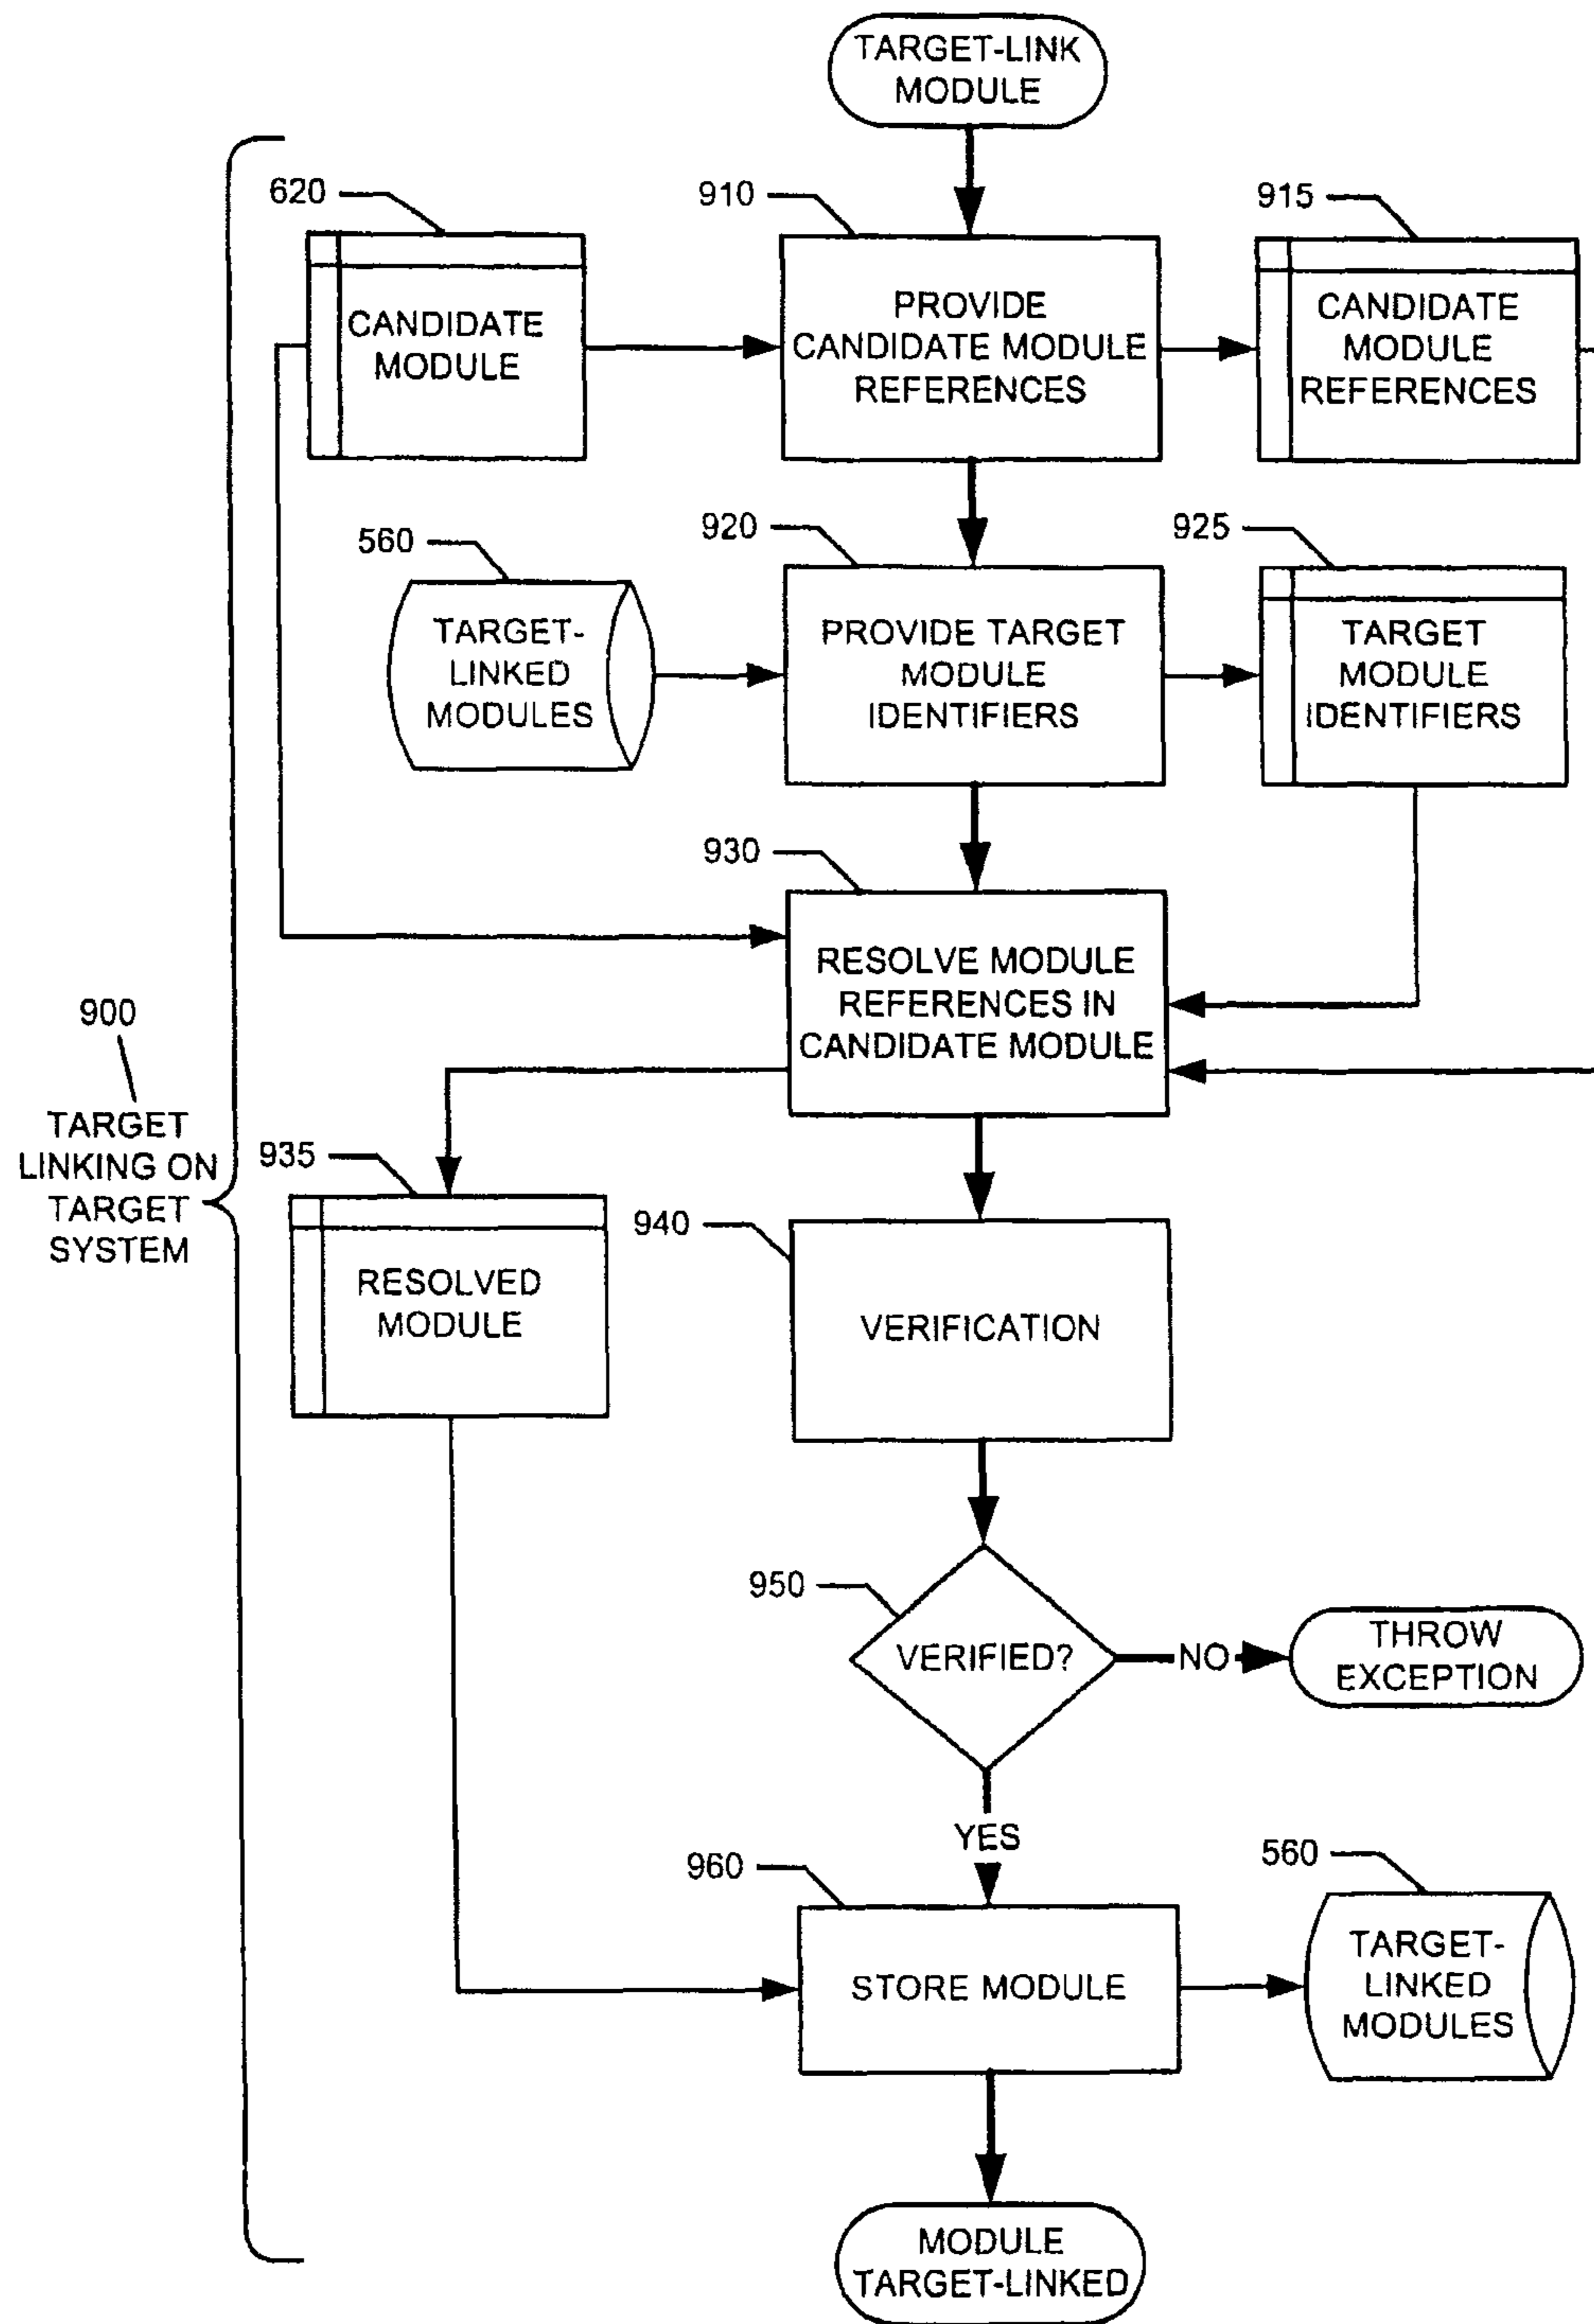 TARGET-LINK
MODULE
620
910
915
CANDIDATE
MODULE
PROVIDE
CANDIDATE MODULE
REFERENCES
CANDIDATE
MODULE
REFERENCES
560
920
925
TARGET-
LINKED
MODULES
PROVIDE TARGET
MODULE
IDENTIFIERS
TARGET
MODULE
IDENTIFIERS
930
RESOLVE MODULE
REFERENCES IN
CANDIDATE MODULE
900
TARGET
LINKING ON
TARGET
SYSTEM
935
RESOLVED
MODULE
940
VERIFICATION
950
VERIFIED?
NO
THROW
EXCEPTION
YES
960
STORE MODULE
560
TARGET-
LINKED
MODULES
MODULE
TARGET-LINKED